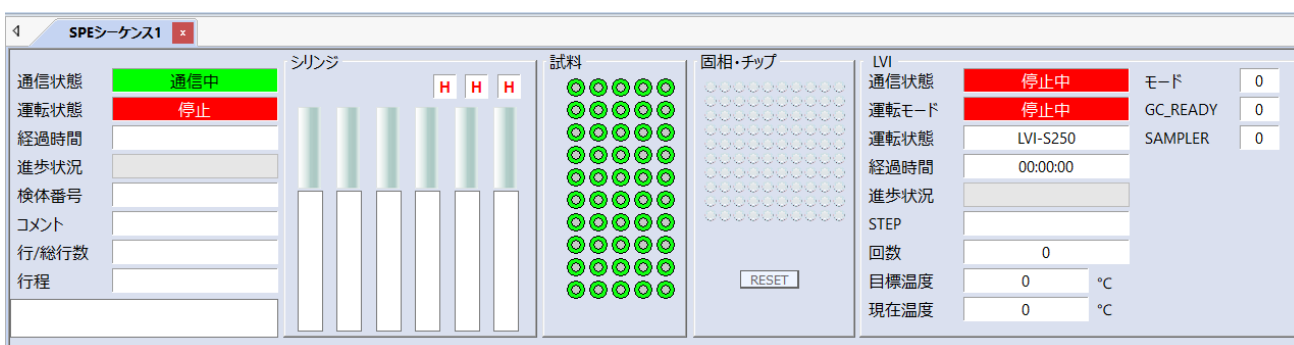 SPEシーケンス1 x
通信状態 通信中
運転状態 停止
経過時間
進歩状況
検体番号
コメント
行/総行数
行程
シリンジ
H H H
試料
固相・チップ
RESET
LVI
通信状態 停止中 モード 0
運転モード 停止中 GC_READY 0
運転状態 LVI-S250 SAMPLER 0
経過時間 00:00:00
進歩状況
STEP
回数 0
目標温度 0 ℃
現在温度 0 ℃